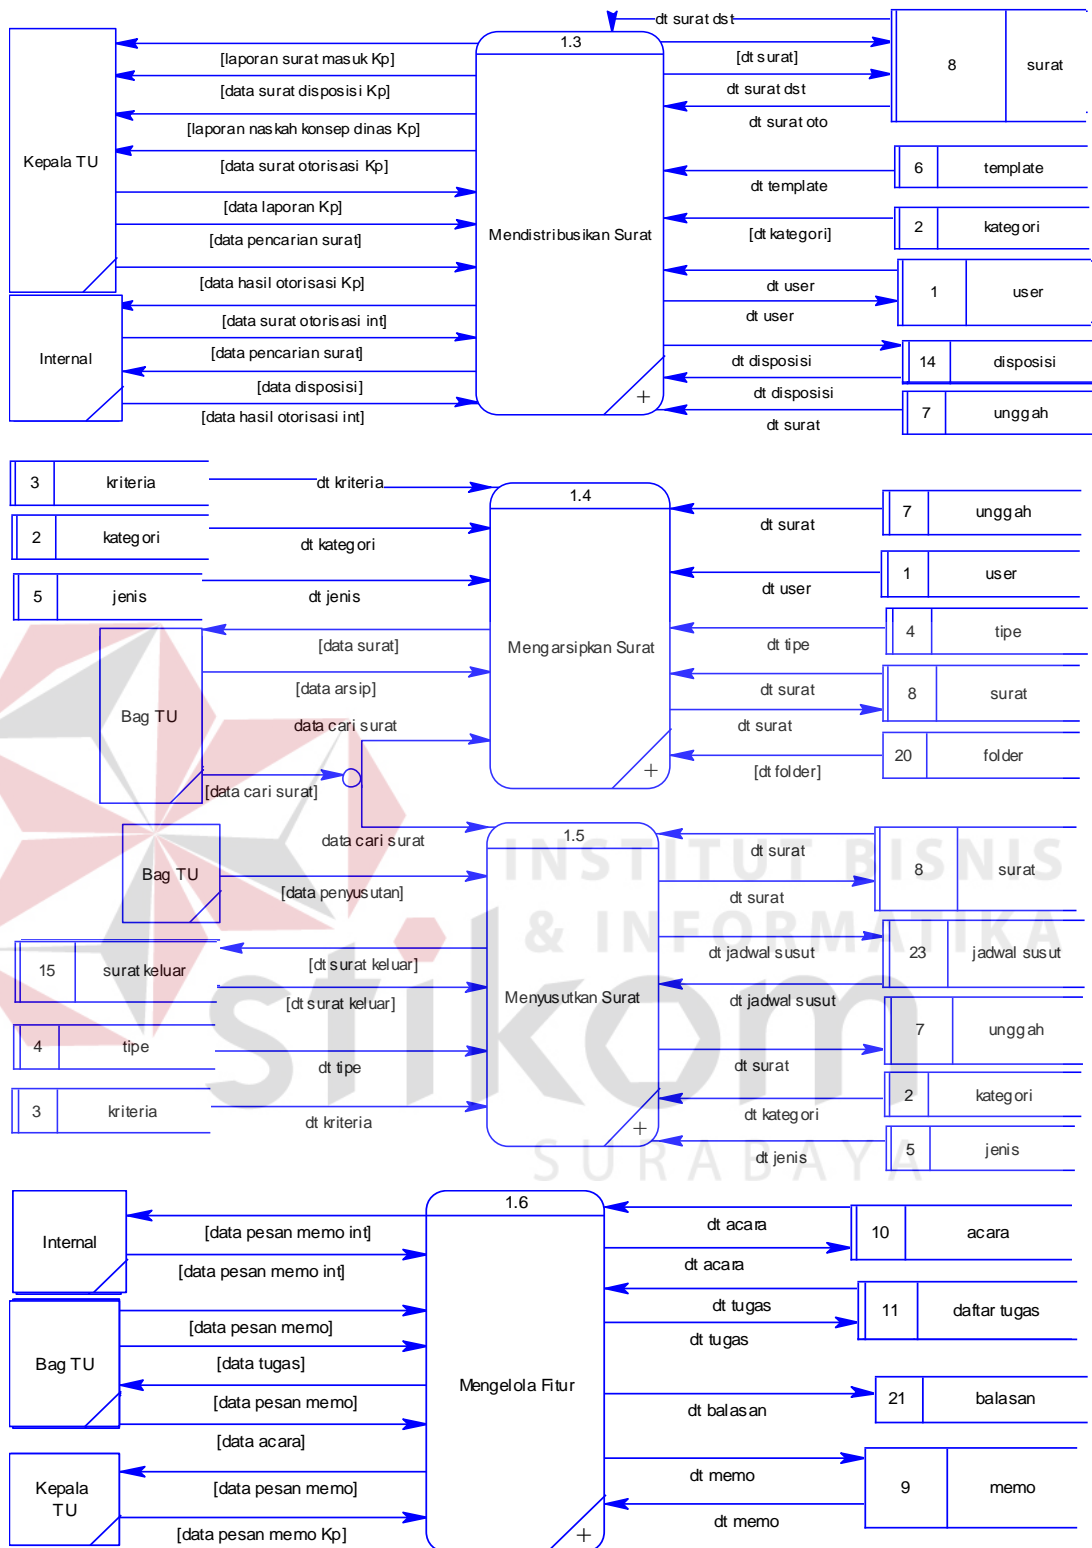 dt surat dst
1.3
[laporan surat masuk Kp]
[dt surat]
8
surat
[data surat disposisi Kp]
dt surat dst
[laporan naskah konsep dinas Kp]
dt surat oto
Kepala TU
[data surat otorisasi Kp]
6
template
dt template
[data laporan Kp]
[data pencarian surat]
Mendistribusikan Surat
[dt kategori]
2
kategori
[data hasil otorisasi Kp]
dt user
1
user
[data surat otorisasi int]
dt user
Internal
[data pencarian surat]
dt disposisi
14
disposisi
[data disposisi]
dt disposisi
[data hasil otorisasi int]
dt surat
7
unggah
3
kriteria
dt kriteria
1.4
2
kategori
dt kategori
dt surat
7
unggah
5
jenis
dt jenis
dt user
1
user
[data surat]
Mengarsipkan Surat
dt tipe
4
tipe
[data arsip]
dt surat
8
surat
Bag TU
data cari surat
dt surat
[data cari surat]
[dt folder]
20
folder
data cari surat
1.5
dt surat
INSTITUT BISNIS
8
surat
Bag TU
[data penyusutan]
dt surat
& INFORMATIKA
15
surat keluar
[dt surat keluar]
dt jadwal susut
23
jadwal susut
[dt surat keluar]
Menyusutkan Surat
dt jadwal susut
stikom
7
unggah
4
tipe
dt tipe
dt surat
3
kriteria
dt kriteria
dt kategori
2
kategori
SURABAYA
dt jenis
5
jenis
1.6
Internal
[data pesan memo int]
dt acara
10
acara
[data pesan memo int]
dt acara
[data pesan memo]
dt tugas
11
daftar tugas
Bag TU
[data tugas]
dt tugas
[data pesan memo]
Mengelola Fitur
dt balasan
21
balasan
[data acara]
Kepala
TU
[data pesan memo]
dt memo
9
memo
[data pesan memo Kp]
dt memo